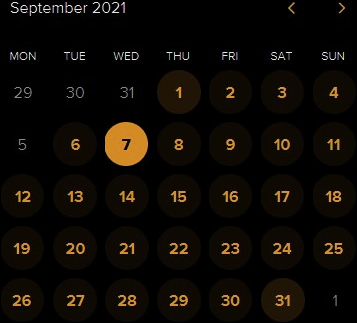 September 2021 < >
MON TUE WED THU FRI SAT SUN
29 30 31 1 2 3 4
5 6 7 8 9 10 11
12 13 14 15 16 17 18
19 20 21 22 23 24 25
26 27 28 29 30 31 1